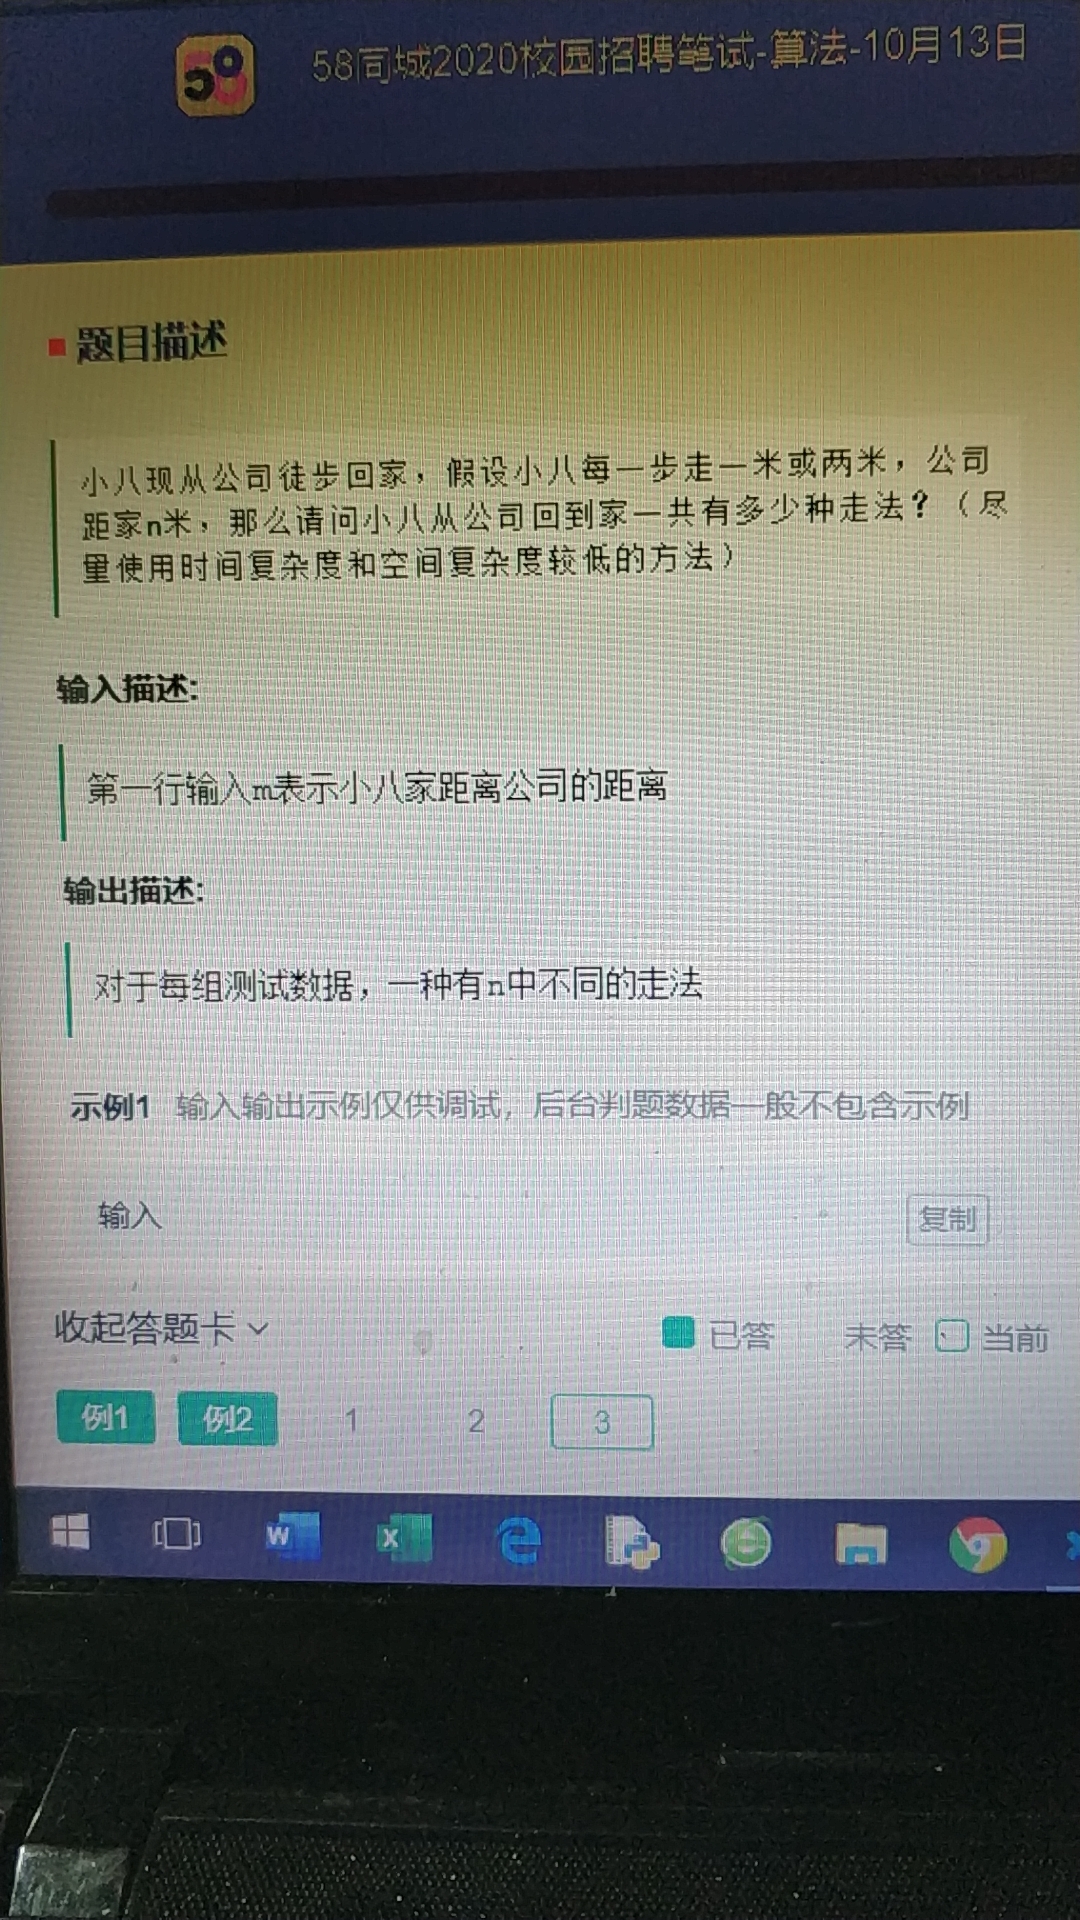 58
58同城2020校园招聘笔试-算法-10月13日
题目描述
小八现从公司徒步回家，假设小八每一步走一米或两米，公司
距家n米，那么请问小八从公司回到家一共有多少种走法？（尽
量使用时间复杂度和空间复杂度较低的方法）
输入描述:
第一行输入m表示小八家距离公司的距离
输出描述:
对于每组测试数据，一种有n中不同的走法
示例1 输入输出示例仅供调试，后台判题数据一般不包含示例
输入 复制
收起答题卡 已答 未答 当前
例1 例2 1 2 3
W X